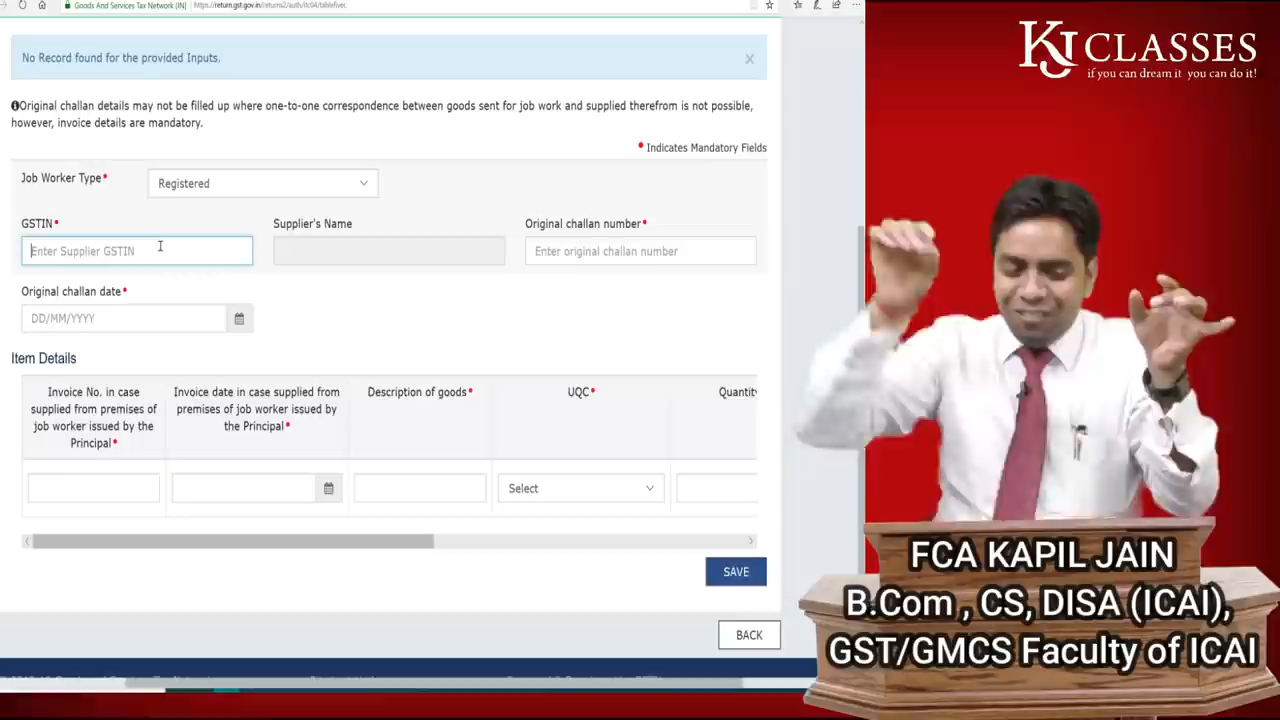 Goods And Services Tax Network [IN]
https://return.gst.gov.in/returns2/auth/itc04/tablefivec
No Record found for the provided Inputs.
Original challan details may not be filled up where one-to-one correspondence between goods sent for job work and supplied therefrom is not possible,
however, invoice details are mandatory.
• Indicates Mandatory Fields
Job Worker Type•
Registered
GSTIN•
Supplier's Name
Original challan number•
Enter Supplier GSTIN
Enter original challan number
Original challan date•
DD/MM/YYYY
Item Details
Invoice No. in case
supplied from premises of
job worker issued by the
Principal•
Invoice date in case supplied from
premises of job worker issued by
the Principal•
Description of goods•
UQC•
Quantity
Select
SAVE
BACK
KJ CLASSES
if you can dream it you can do it!
FCA KAPIL JAIN
B.Com , CS, DISA (ICAI),
GST/GMCS Faculty of ICAI